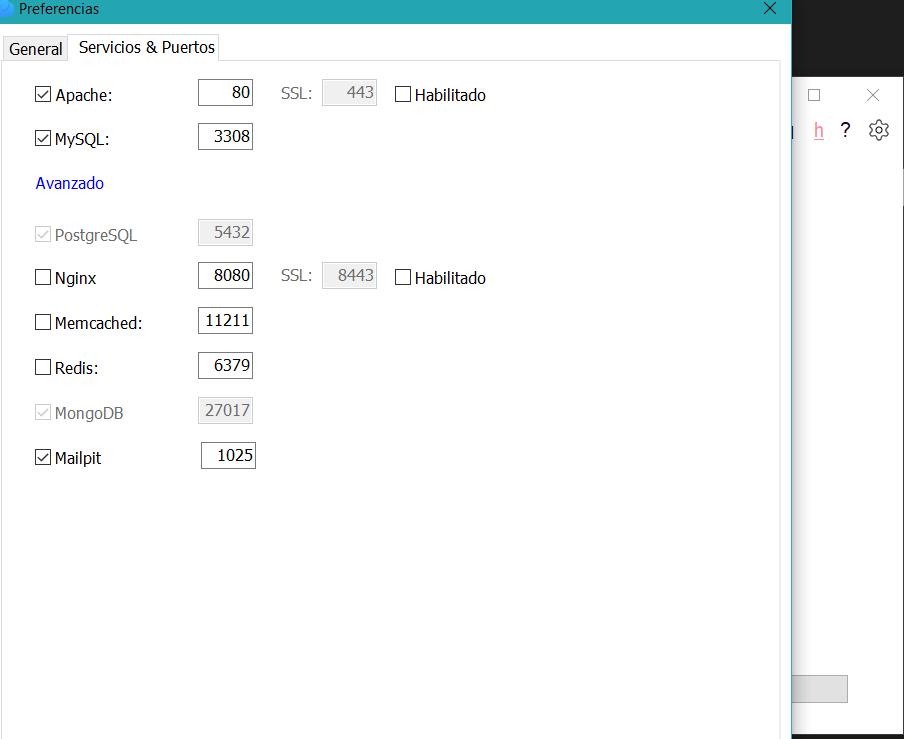 Preferencias
General Servicios & Puertos
Apache: 80 SSL: 443 Habilitado
MySQL: 3308
h ?
Avanzado
PostgreSQL 5432
Nginx 8080 SSL: 8443 Habilitado
Memcached: 11211
Redis: 6379
MongoDB 27017
Mailpit 1025